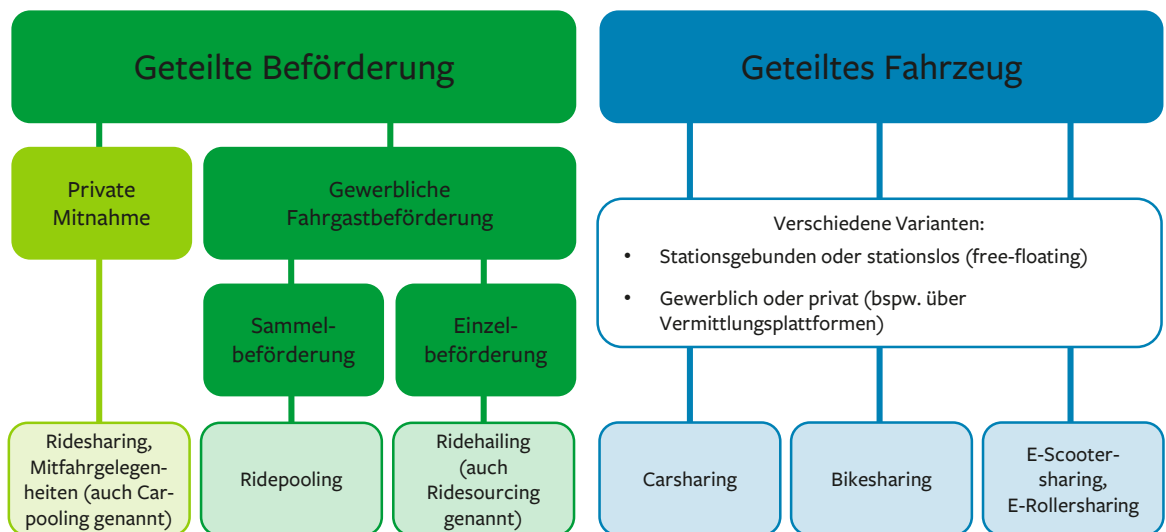 Geteilte Beförderung
Geteiltes Fahrzeug
Private
Mitnahme
Gewerbliche
Fahrgastbeförderung
Verschiedene Varianten:
• Stationsgebunden oder stationslos (free-floating)
• Gewerblich oder privat (bspw. über
Vermittlungsplattformen)
Sammel-
beförderung
Einzel-
beförderung
Ridesharing,
Mitfahrgelegen-
heiten (auch Car-
pooling genannt)
Ridepooling
Ridehailing
(auch
Ridesourcing
genannt)
Carsharing
Bikesharing
E-Scooter-
sharing,
E-Rollersharing